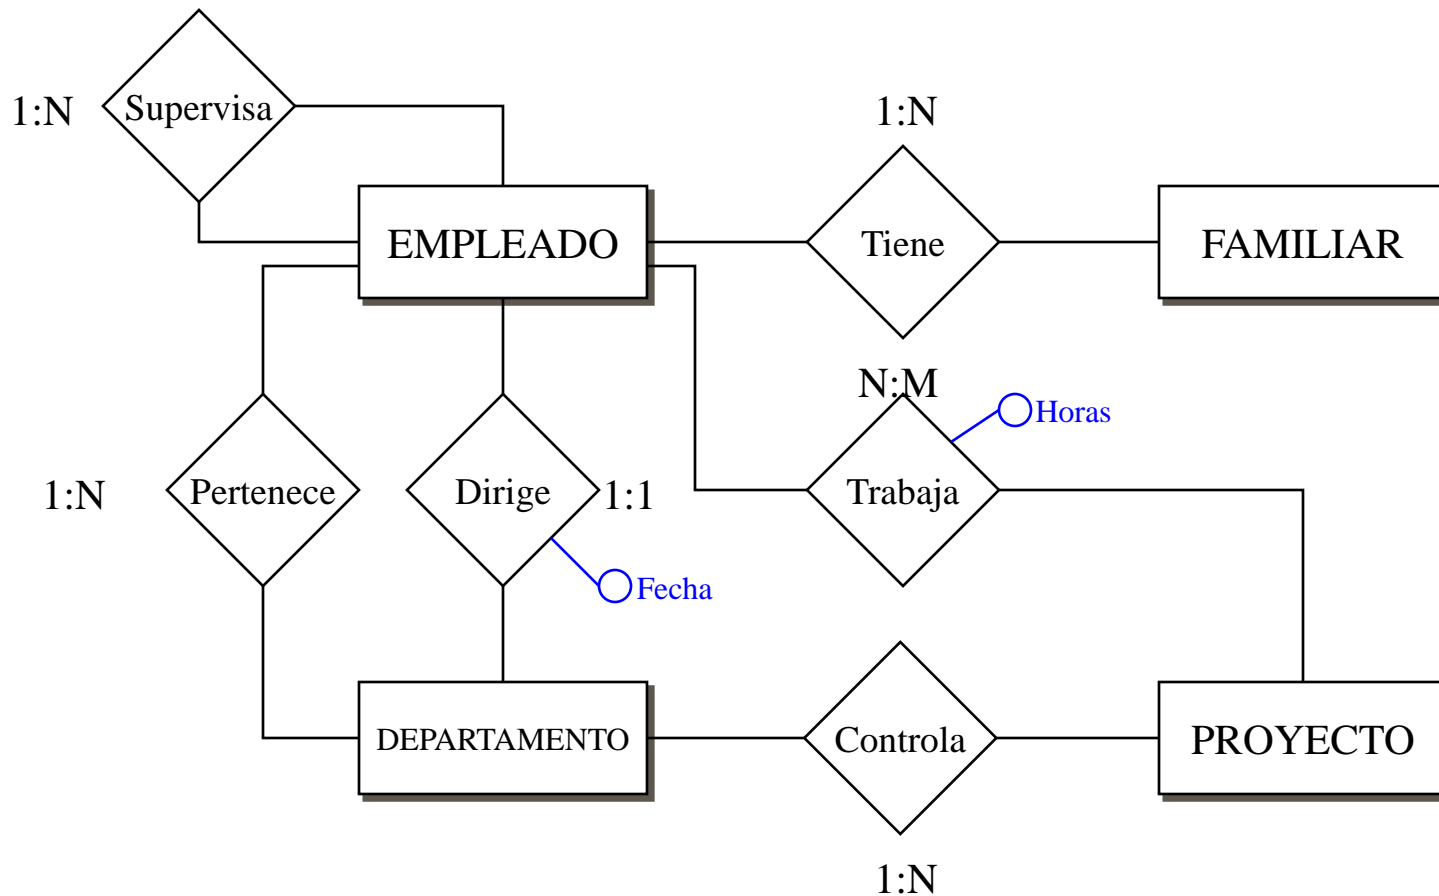 1:N
Supervisa
1:N
EMPLEADO
Tiene
FAMILIAR
N:M
Horas
1:N
Pertenece
Dirige
1:1
Trabaja
Fecha
DEPARTAMENTO
Controla
PROYECTO
1:N